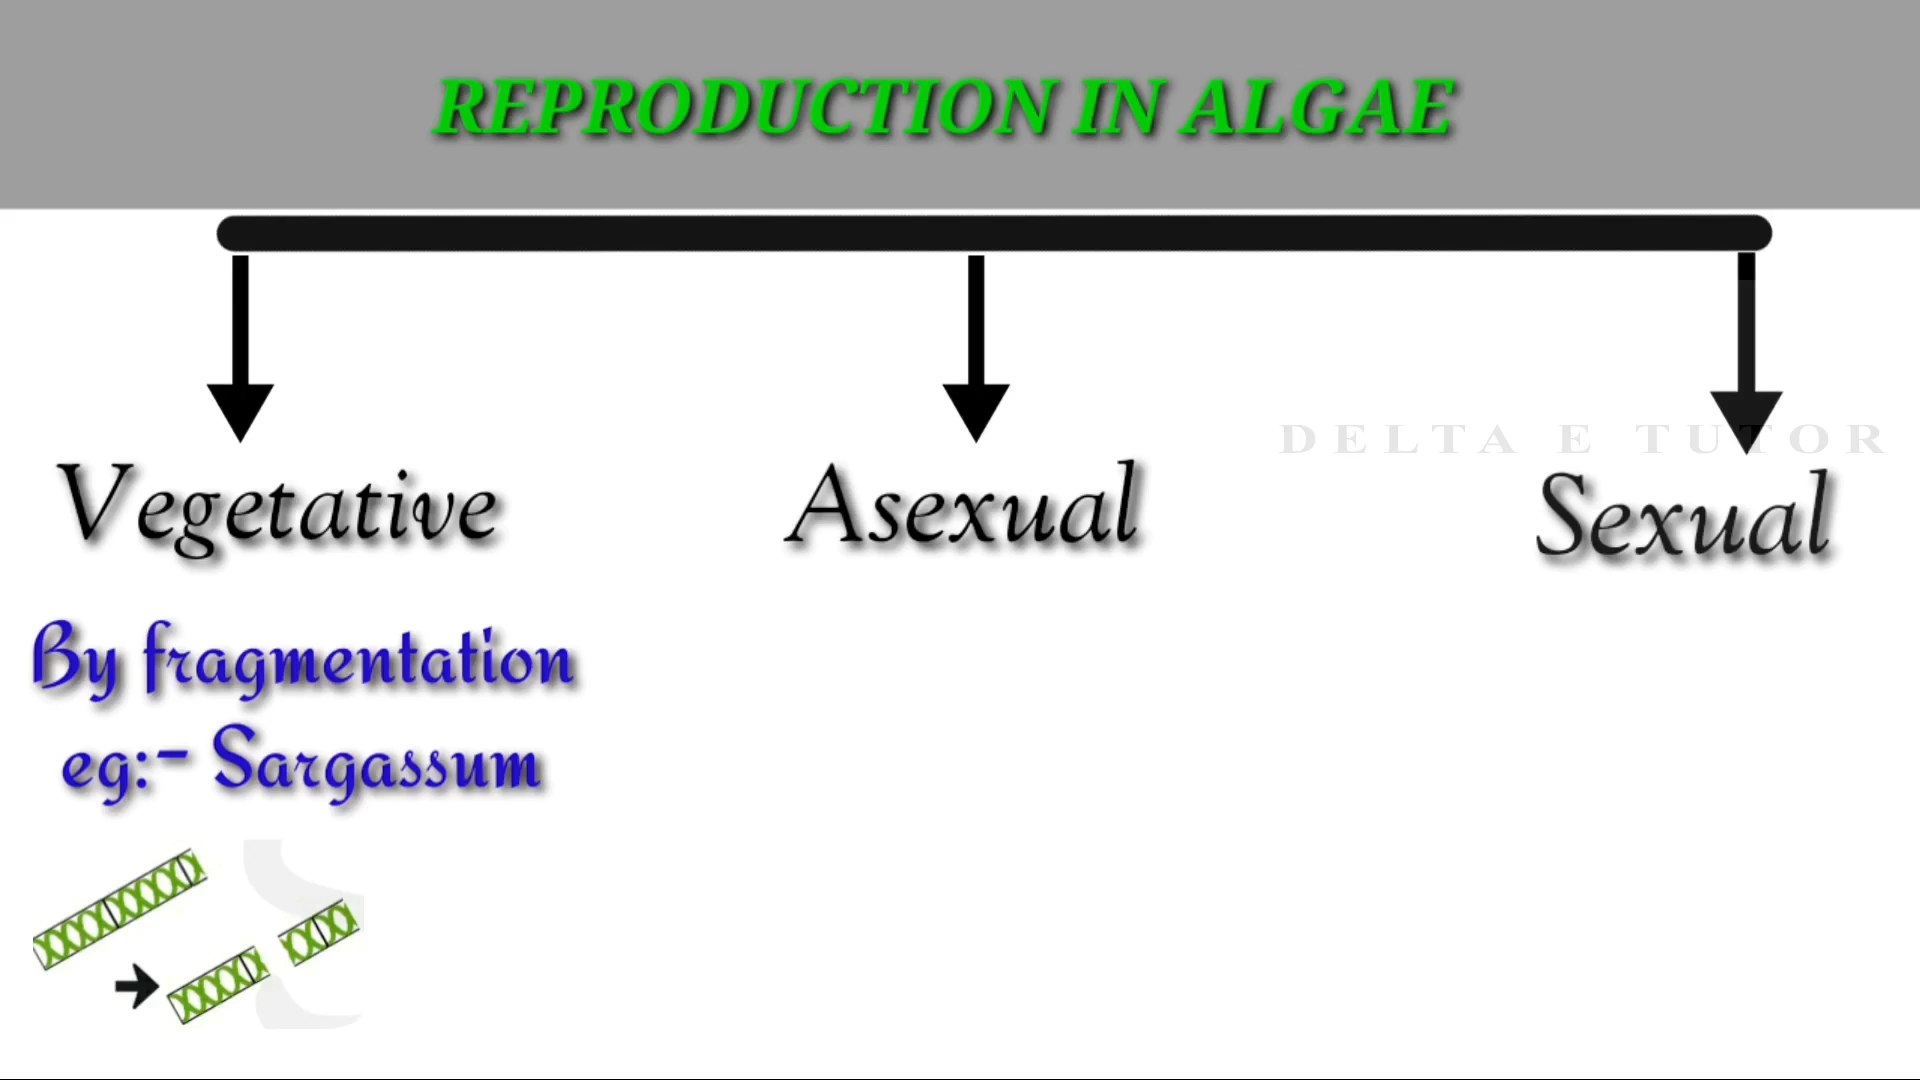 REPRODUCTION IN ALGAE
DELTA E TUTOR
Vegetative
Asexual
Sexual
By fragmentation
eg:- Sargassum